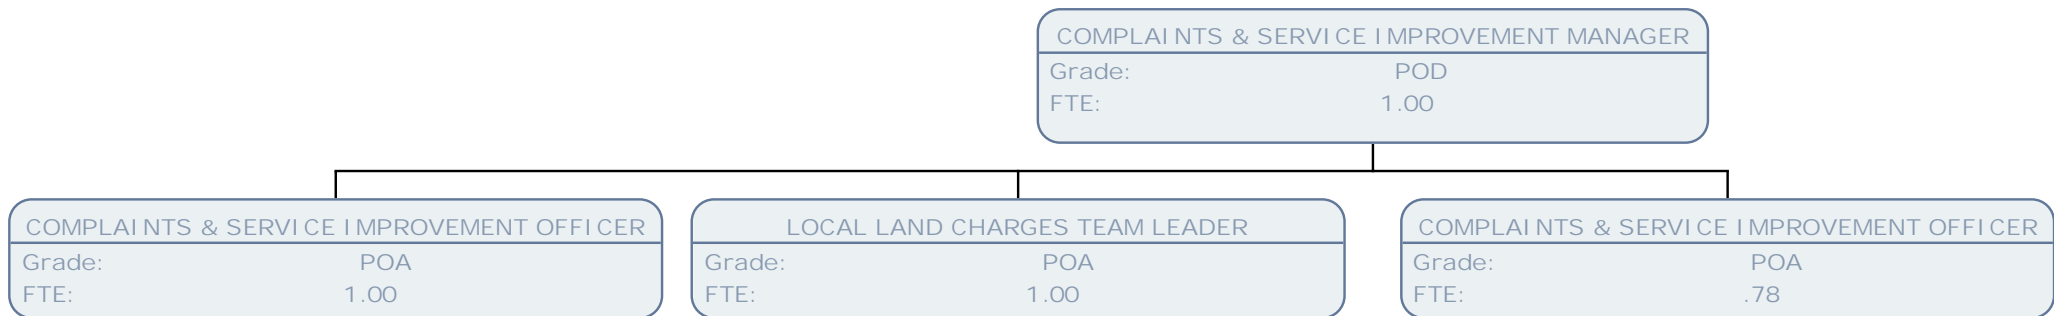 COMPLAINTS & SERVICE IMPROVEMENT MANAGER
Grade: POD
FTE: 1.00
COMPLAINTS & SERVICE IMPROVEMENT OFFICER
Grade: POA
FTE: 1.00
LOCAL LAND CHARGES TEAM LEADER
Grade: POA
FTE: 1.00
COMPLAINTS & SERVICE IMPROVEMENT OFFICER
Grade: POA
FTE: .78